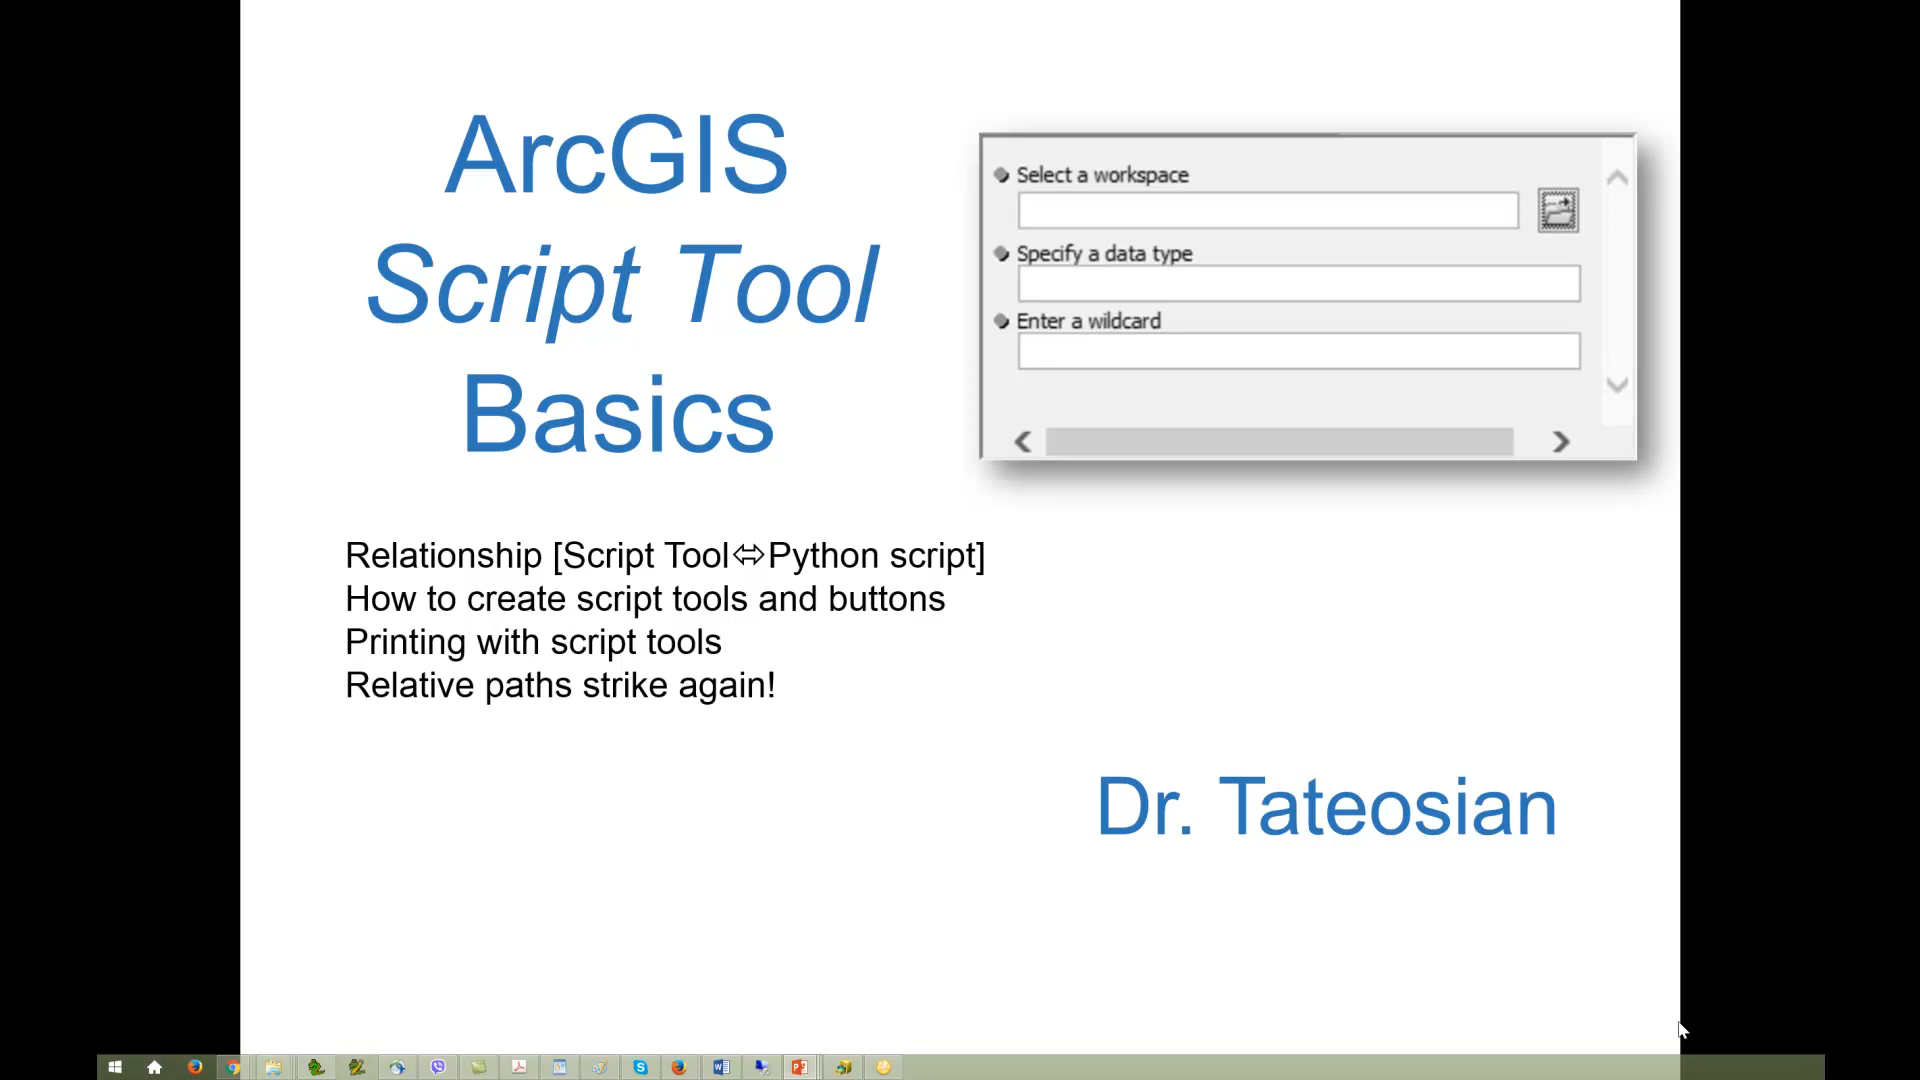 ArcGIS
Script Tool
Basics
Select a workspace
Specify a data type
Enter a wildcard
Relationship [Script Tool⬄Python script]
How to create script tools and buttons
Printing with script tools
Relative paths strike again!
Dr. Tateosian